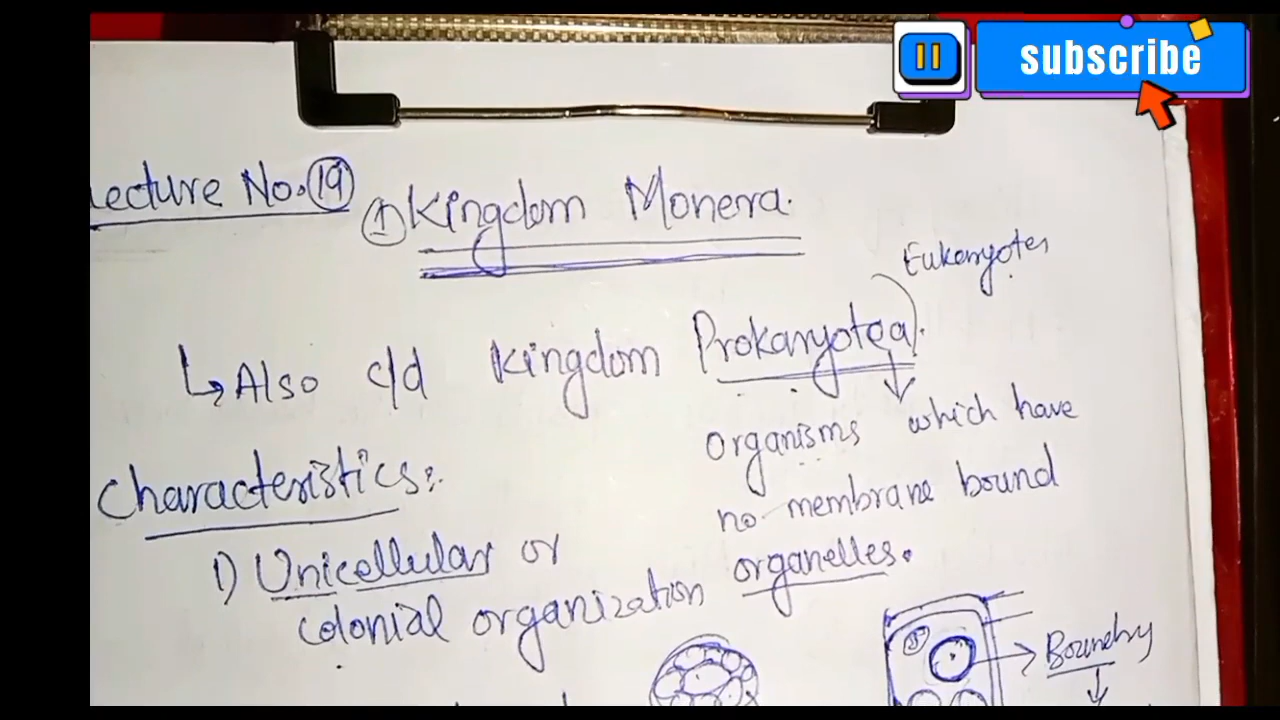 subscribe
Lecture No. 19
① Kingdom Monera.
Eukaryotes
↳ Also c/d Kingdom Prokaryotea.
Organisms which have
no membrane bound
organelles.
Characteristics:
1) Unicellular or
colonial organization
Boundry